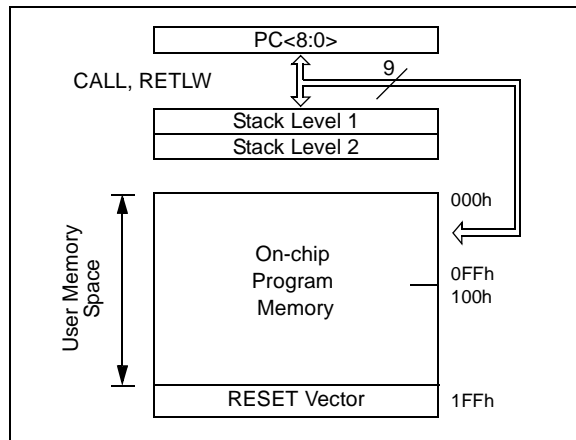 PC<8:0>
9
CALL, RETLW
Stack Level 1
Stack Level 2
000h
User Memory
Space
On-chip
Program
Memory
0FFh
100h
RESET Vector
1FFh